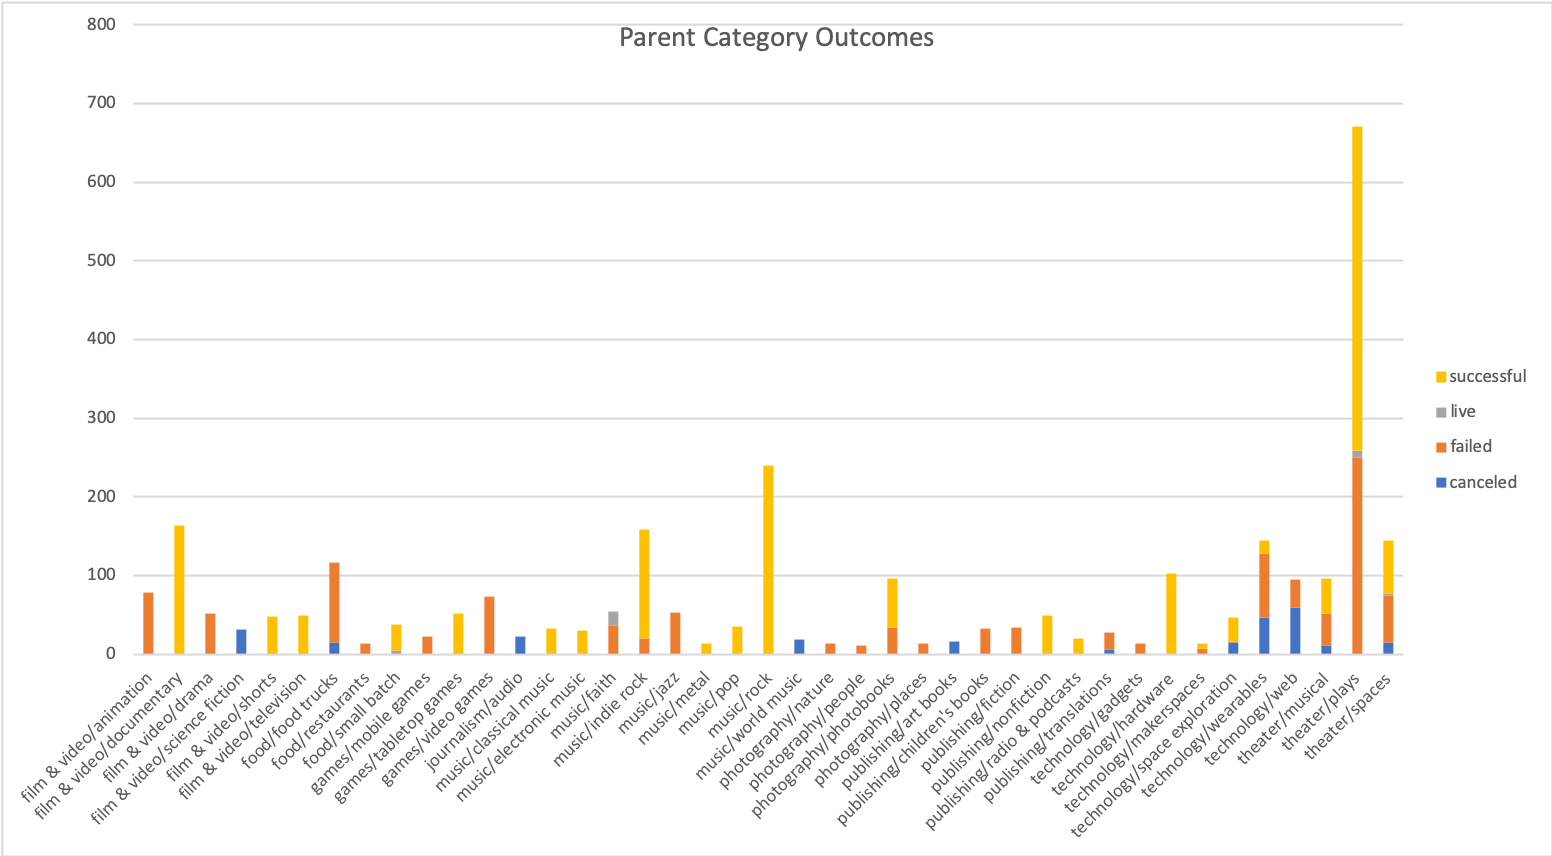 Parent Category Outcomes
800
700
600
500
400
300
200
100
0
successful
live
failed
canceled
film & video/animation
film & video/documentary
film & video/drama
film & video/science fiction
film & video/shorts
film & video/television
food/food trucks
food/restaurants
food/small batch
games/mobile games
games/tabletop games
games/video games
journalism/audio
music/classical music
music/electronic music
music/faith
music/indie rock
music/jazz
music/metal
music/pop
music/rock
music/world music
photography/nature
photography/people
photography/photobooks
photography/places
publishing/art books
publishing/children's books
publishing/fiction
publishing/nonfiction
publishing/radio & podcasts
publishing/translations
technology/gadgets
technology/hardware
technology/makerspaces
technology/space exploration
technology/wearables
technology/web
theater/musical
theater/plays
theater/spaces